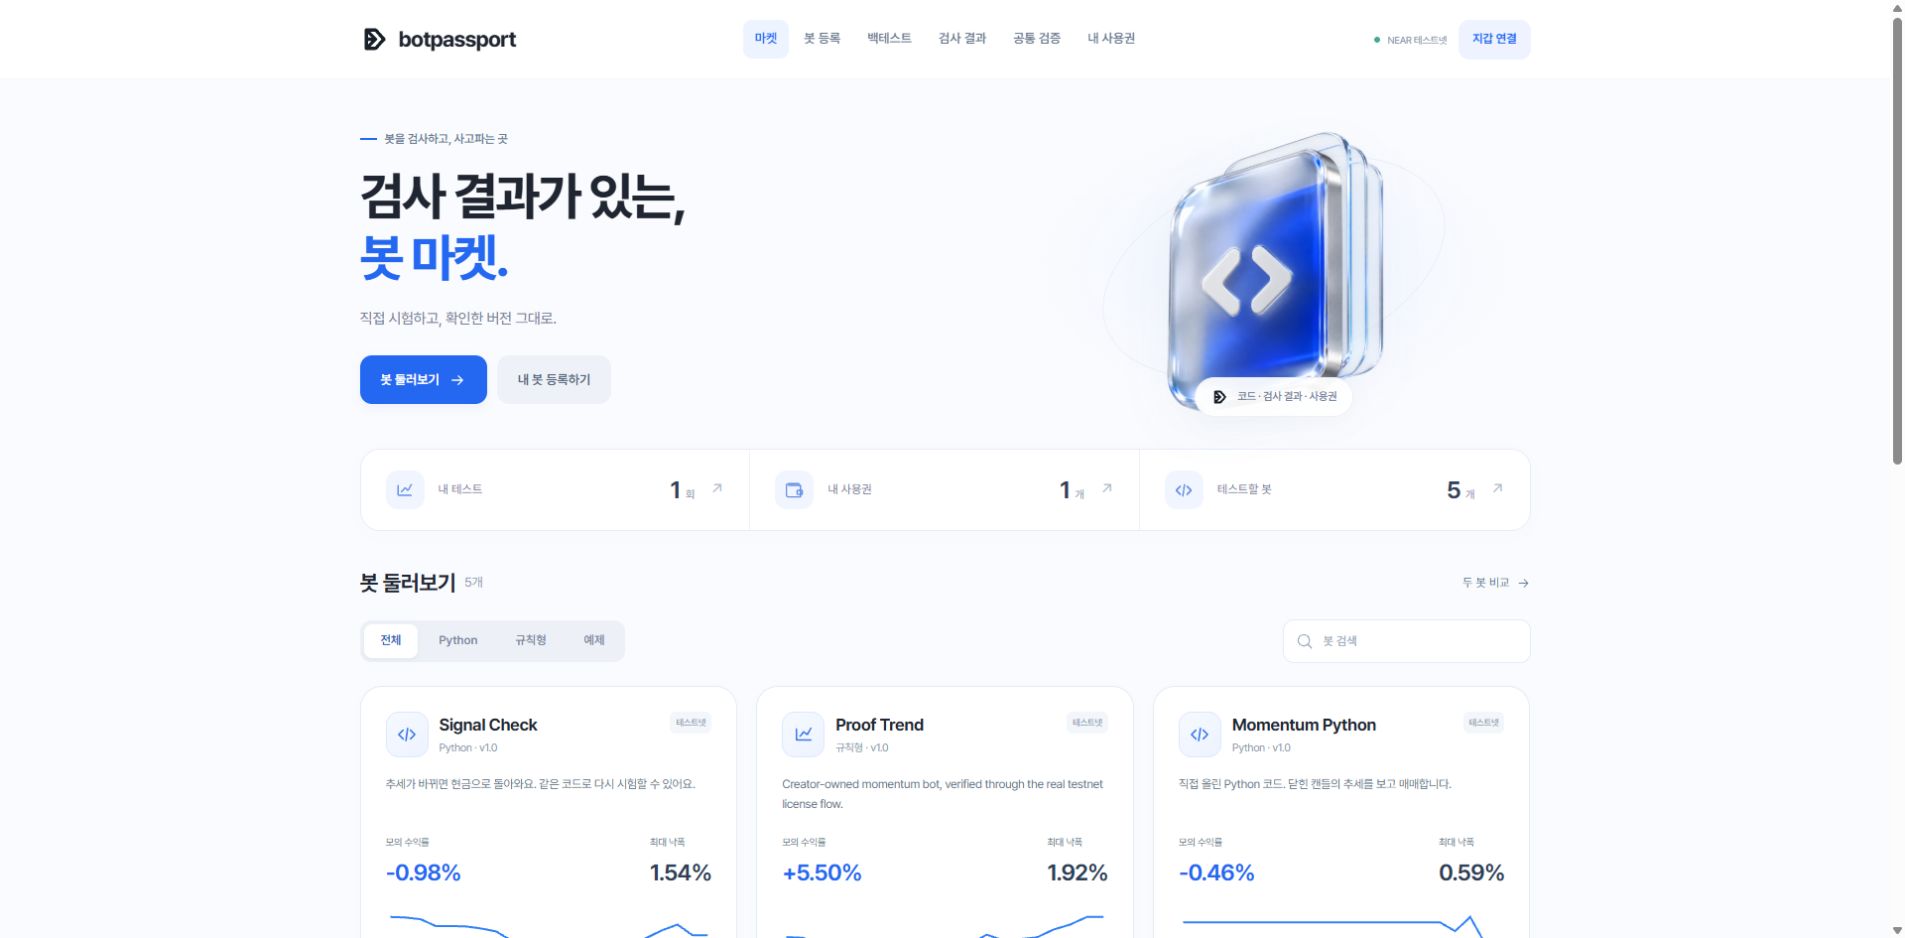 botpassport
마켓
봇 등록
백테스트
검사 결과
공통 검증
내 사용권
NEAR 테스트넷
지갑 연결
봇을 검사하고, 사고파는 곳
검사 결과가 있는,
봇 마켓.
직접 시험하고, 확인한 버전 그대로.
봇 둘러보기 →
내 봇 등록하기
코드 · 검사 결과 · 사용권
내 테스트
1 회
내 사용권
1 개
테스트할 봇
5 개
봇 둘러보기 5개
두 봇 비교 →
전체
Python
규칙형
예제
봇 검색
Signal Check
테스트넷
Python · v1.0
추세가 바뀌면 현금으로 돌아와요. 같은 코드로 다시 시험할 수 있어요.
모의 수익률
최대 낙폭
-0.98%
1.54%
Proof Trend
테스트넷
규칙형 · v1.0
Creator-owned momentum bot, verified through the real testnet
license flow.
모의 수익률
최대 낙폭
+5.50%
1.92%
Momentum Python
테스트넷
Python · v1.0
직접 올린 Python 코드. 닫힌 캔들의 추세를 보고 매매합니다.
모의 수익률
최대 낙폭
-0.46%
0.59%